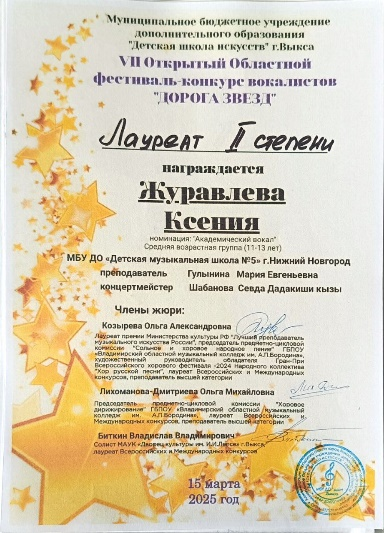 Муниципальное бюджетное учреждение
дополнительного образования
"Детская школа искусств" г.Выкса
VII Открытый Областной
фестиваль-конкурс вокалистов
"ДОРОГА ЗВЕЗД"
Лауреат II степени
награждается
Журавлева
Ксения
номинация: "Академический вокал"
Средняя возрастная группа (11-13 лет)
МБУ ДО «Детская музыкальная школа №5» г.Нижний Новгород
преподаватель Гулынина Мария Евгеньевна
концертмейстер Шабанова Севда Дадакиши кызы
Члены жюри:
Козырева Ольга Александровна
Лауреат премии Министерства культуры РФ "Лучший преподаватель
музыкального искусства России", председатель предметно-цикловой
комиссии "Сольное и хоровое народное пение" ГБПОУ
«Владимирский областной музыкальный колледж им. А.П.Бородина»,
художественный руководитель обладателя Гран-При
Всероссийского хорового фестиваля -2024 народного коллектива
"Хор русской песни", лауреат Всероссийских и Международных
конкурсов, преподаватель высшей категории
Лихоманова-Дмитриева Ольга Михайловна
Председатель предметно-цикловой комиссии "Хоровое
дирижирование" ГБПОУ «Владимирский областной музыкальный
колледж им. А.П.Бородина», лауреат Всероссийских и
Международных конкурсов, преподаватель высшей категории
Биткин Владислав Владимирович
Солист МАУК «Дворец культуры им. И.И.Лепсе» г.Выкса,
лауреат Всероссийских и Международных конкурсов
15 марта
2025 год